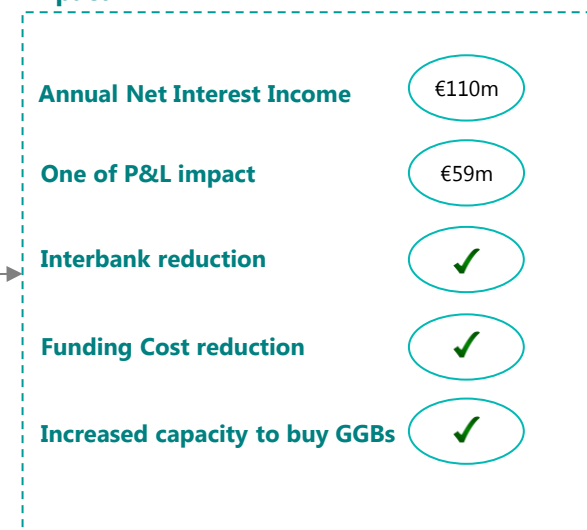 Annual Net Interest Income €110m
One of P&L impact €59m
Interbank reduction ✓
Funding Cost reduction ✓
Increased capacity to buy GGBs ✓